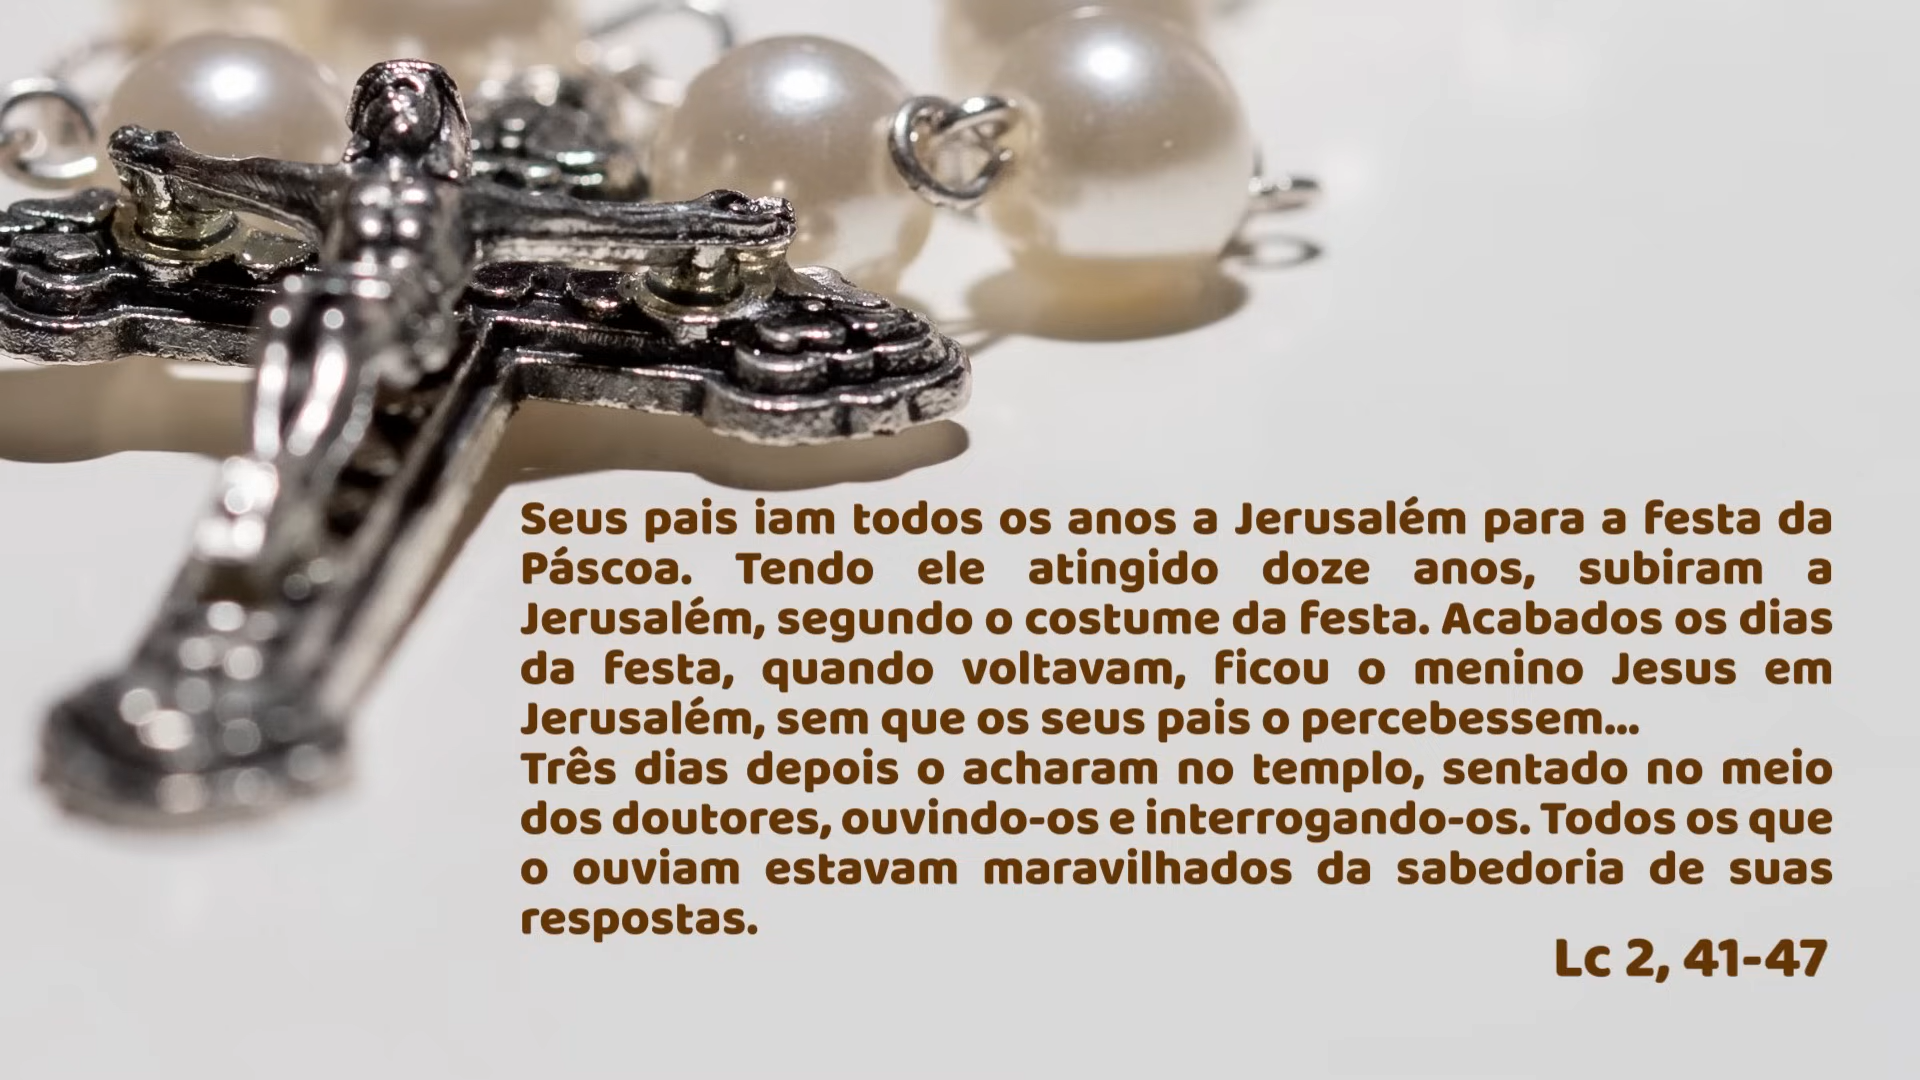 Seus pais iam todos os anos a Jerusalém para a festa da
Páscoa. Tendo ele atingido doze anos, subiram a
Jerusalém, segundo o costume da festa. Acabados os dias
da festa, quando voltavam, ficou o menino Jesus em
Jerusalém, sem que os seus pais o percebessem...
Três dias depois o acharam no templo, sentado no meio
dos doutores, ouvindo-os e interrogando-os. Todos os que
o ouviam estavam maravilhados da sabedoria de suas
respostas.
Lc 2, 41-47